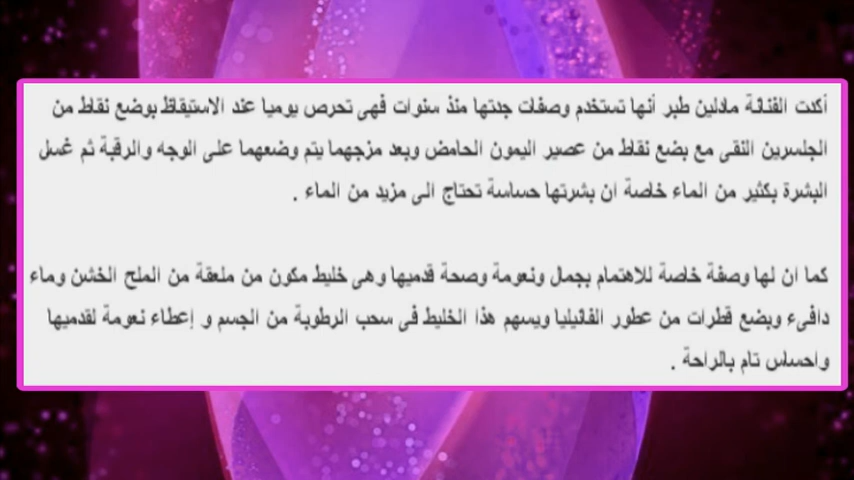 أكدت الفنانة مادلين طبر أنها تستخدم وصفات جدتها منذ سنوات فهى تحرص يوميا عند الاستيقاظ بوضع نقاط من
الجلسرين النقى مع بضع نقاط من عصير اليمون الحامض وبعد مزجهما يتم وضعهما على الوجه والرقبة ثم غسل
البشرة بكثير من الماء خاصة ان بشرتها حساسة تحتاج الى مزيد من الماء .
كما ان لها وصفة خاصة للاهتمام بجمال ونعومة وصحة قدميها وهى خليط مكون من ملعقة من الملح الخشن وماء
دافىء وبضع قطرات من عطور الفانيليا ويسهم هذا الخليط فى سحب الرطوبة من الجسم و إعطاء نعومة لقدميها
واحساس تام بالراحة .